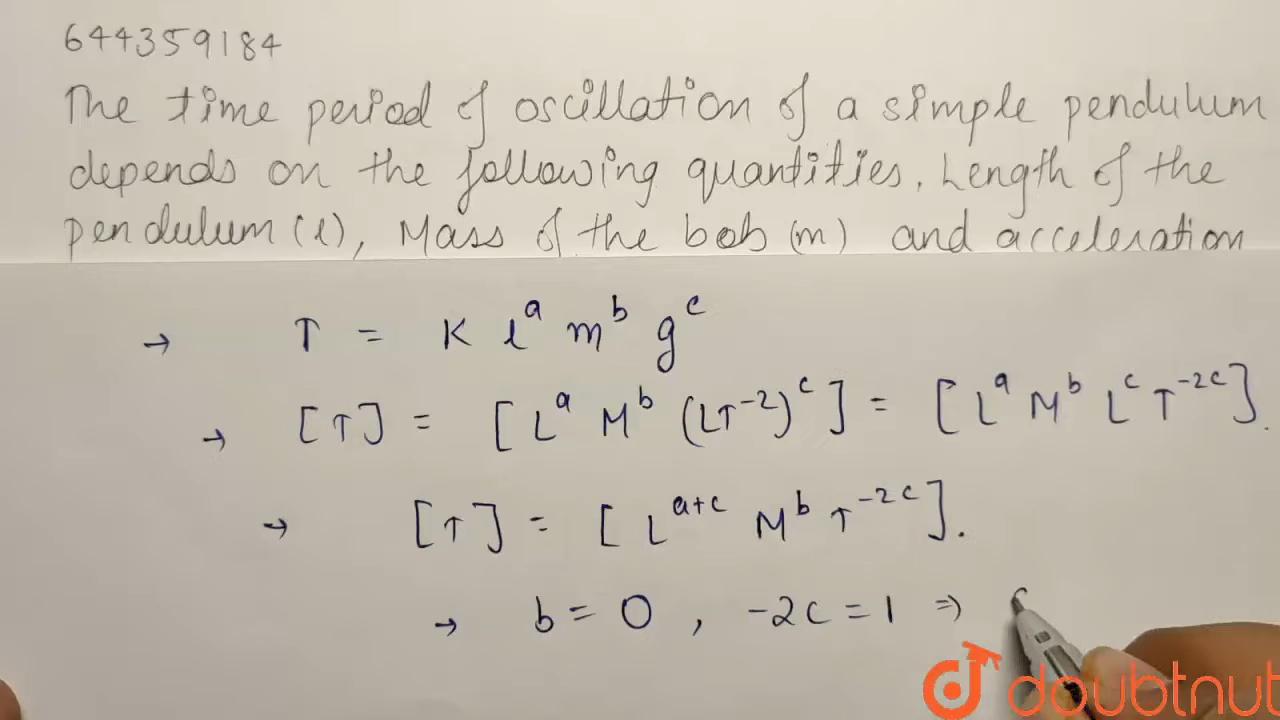 644359184
The time period of oscillation of a simple pendulum
depends on the following quantities. Length of the
pendulum (l), Mass of the bob (m) and acceleration
→ T = K l^a m^b g^c
→ [T] = [L^a M^b (LT^-2)^c] = [L^a M^b L^c T^-2c].
→ [T] = [L^a+c M^b T^-2c].
→ b = 0, -2c = 1 ⇒
doubtnut